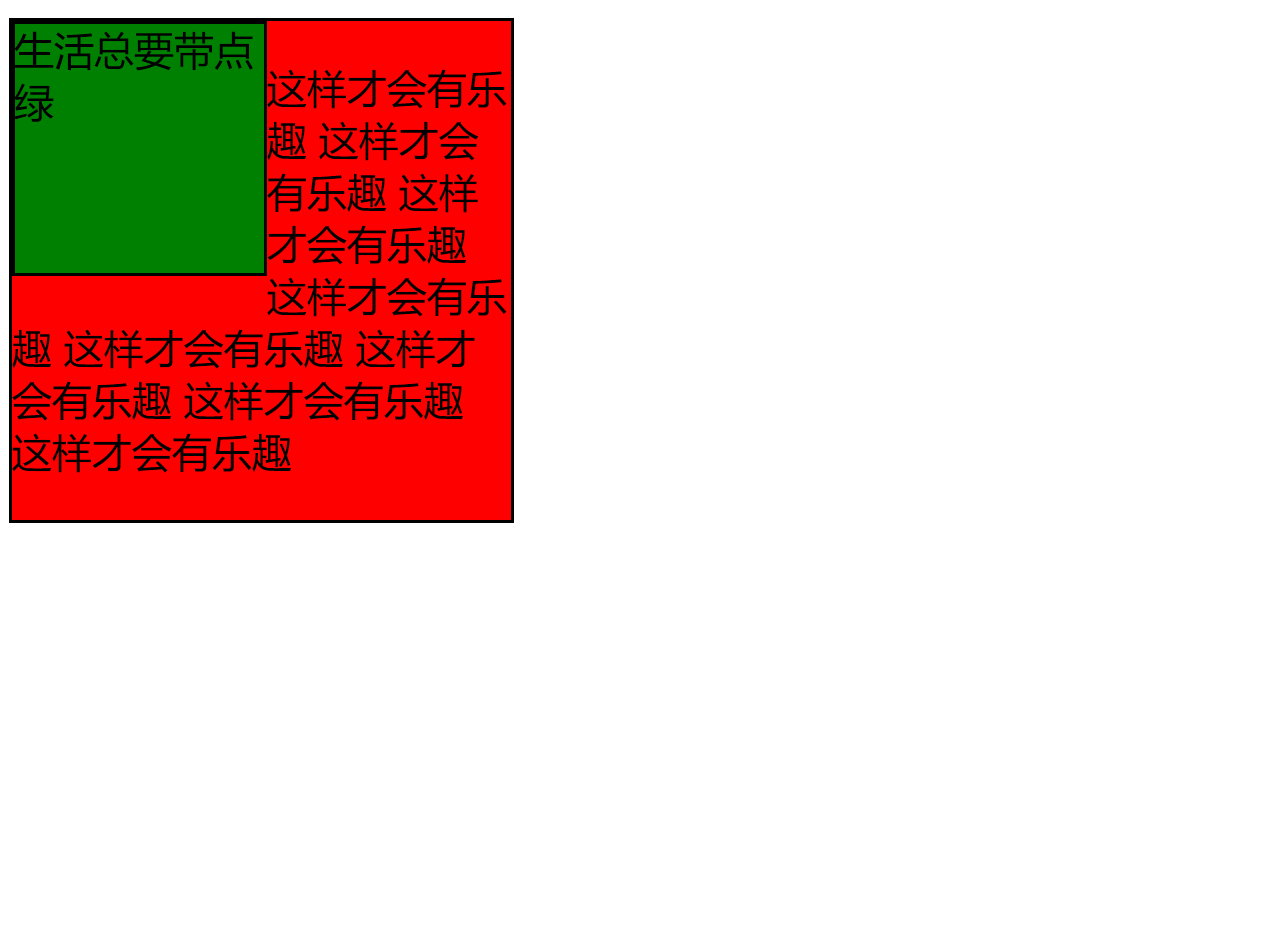 生活总要带点
绿
这样才会有乐
趣 这样才会
有乐趣 这样
才会有乐趣
这样才会有乐
趣 这样才会有乐趣 这样才
会有乐趣 这样才会有乐趣
这样才会有乐趣